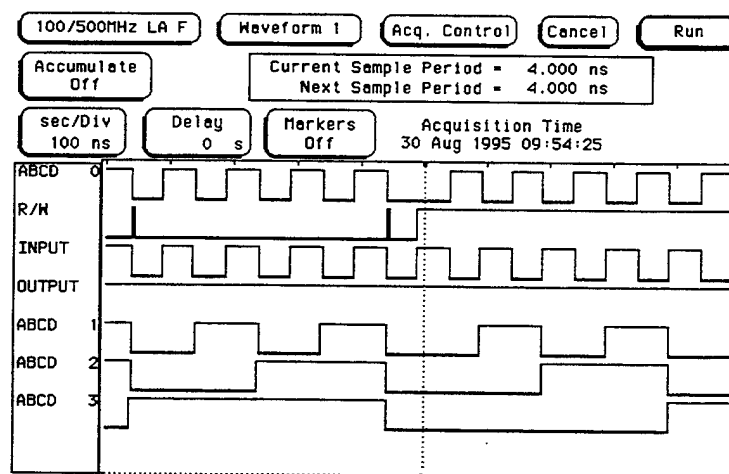 100/500MHz LA F Waveform 1 Acq. Control Cancel Run
Accumulate Off
Current Sample Period = 4.000 ns
Next Sample Period = 4.000 ns
sec/Div 100 ns
Delay 0 s
Markers Off
Acquisition Time
30 Aug 1995 09:54:25
ABCD 0
R/W
INPUT
OUTPUT
ABCD 1
ABCD 2
ABCD 3